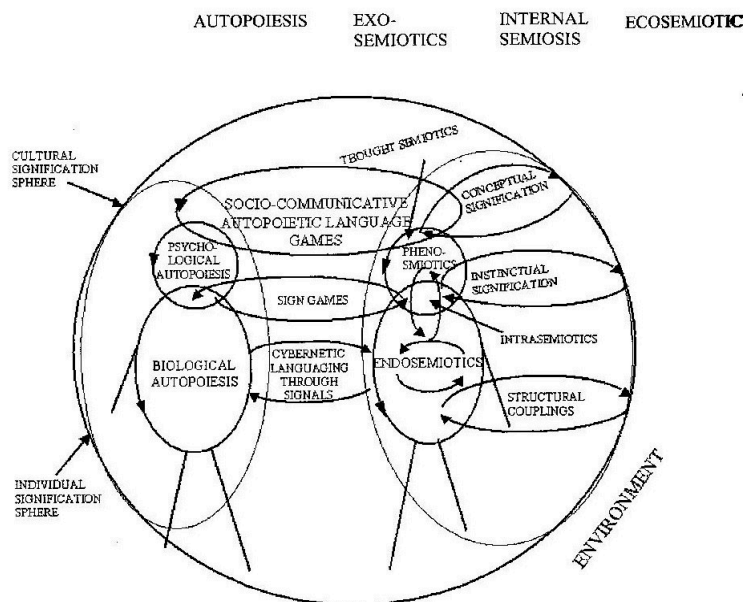 AUTOPOIESIS
EXO-
SEMIOTICS
INTERNAL
SEMIOSIS
ECOSEMIOTIC
CULTURAL
SIGNIFICATION
SPHERE
THOUGHT SEMIOTICS
CONCEPTUAL
SIGNIFICATION
SOCIO-COMMUNICATIVE
AUTOPOIETIC LANGUAGE
GAMES
PSYCHO-
LOGICAL
AUTOPOIESIS
PHENO-
SMIOTICS
INSTINCTUAL
SIGNIFICATION
SIGN GAMES
INTRASEMIOTICS
BIOLOGICAL
AUTOPOIESIS
CYBERNETIC
LANGUAGING
THROUGH
SIGNALS
ENDOSEMIOTICS
STRUCTURAL
COUPLINGS
INDIVIDUAL
SIGNIFICATION
SPHERE
ENVIRONMENT